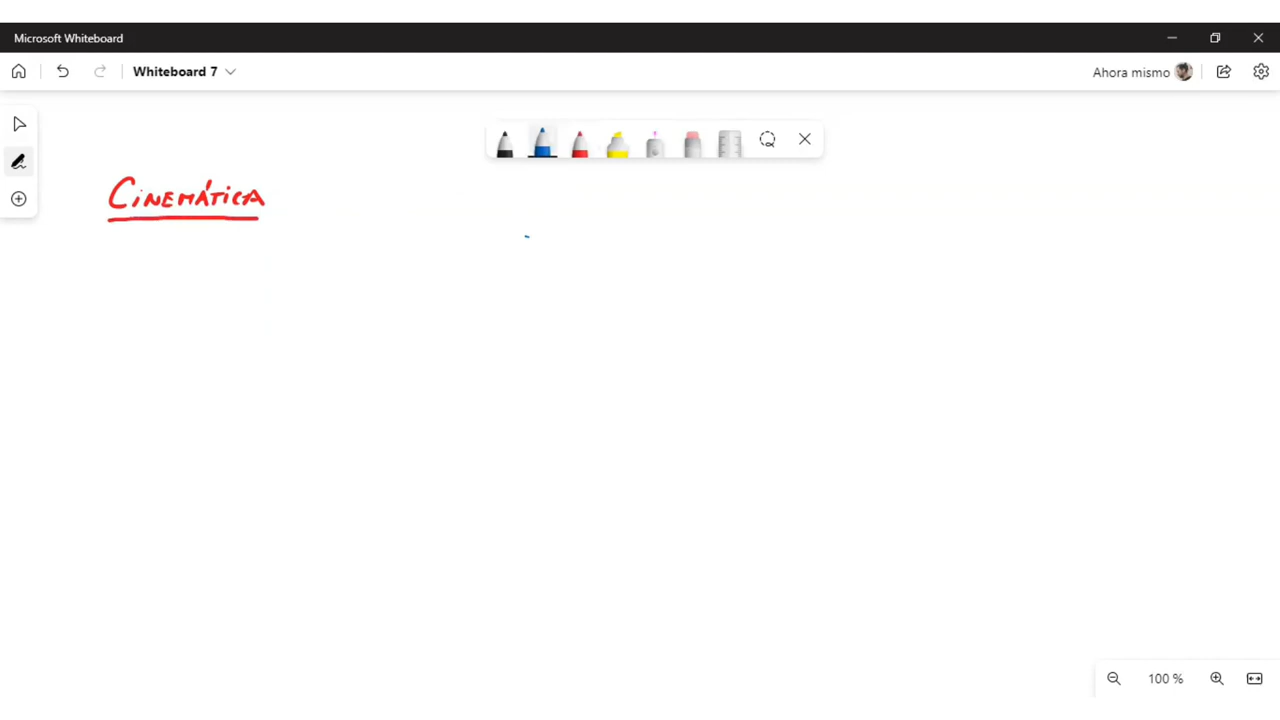 Microsoft Whiteboard
Whiteboard 7
Ahora mismo
CINEMÁTICA
100 %